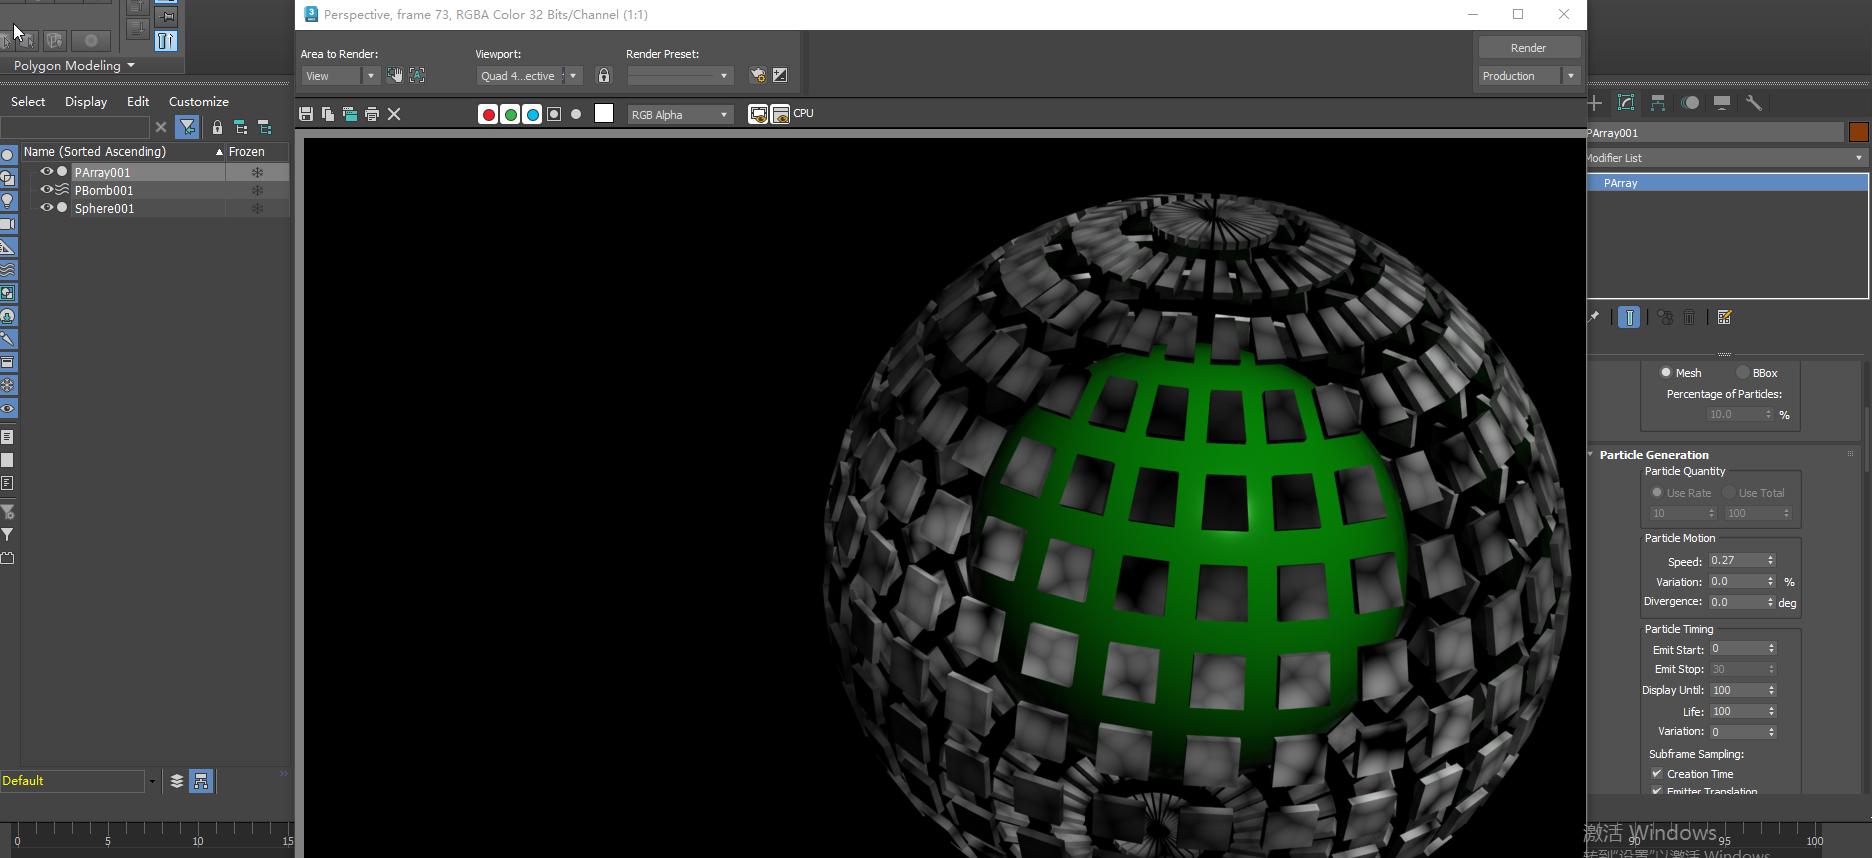 Perspective, frame 73, RGBA Color 32 Bits/Channel (1:1)
Area to Render:
Viewport:
Render Preset:
Render
View
Quad 4...ective
Production
Polygon Modeling
Select
Display
Edit
Customize
RGB Alpha
CPU
PArray001
Modifier List
PArray
Name (Sorted Ascending)
Frozen
PArray001
PBomb001
Sphere001
Mesh
BBox
Percentage of Particles:
10.0
%
Particle Generation
Particle Quantity
Use Rate
Use Total
10
100
Particle Motion
Speed:
0.27
Variation:
0.0
%
Divergence:
0.0
deg
Particle Timing
Emit Start:
0
Emit Stop:
30
Display Until:
100
Life:
100
Variation:
0
Subframe Sampling:
Creation Time
Emitter Translation
Default
0
5
10
15
90
95
100
激活 Windows
转到"设置"以激活 Windows